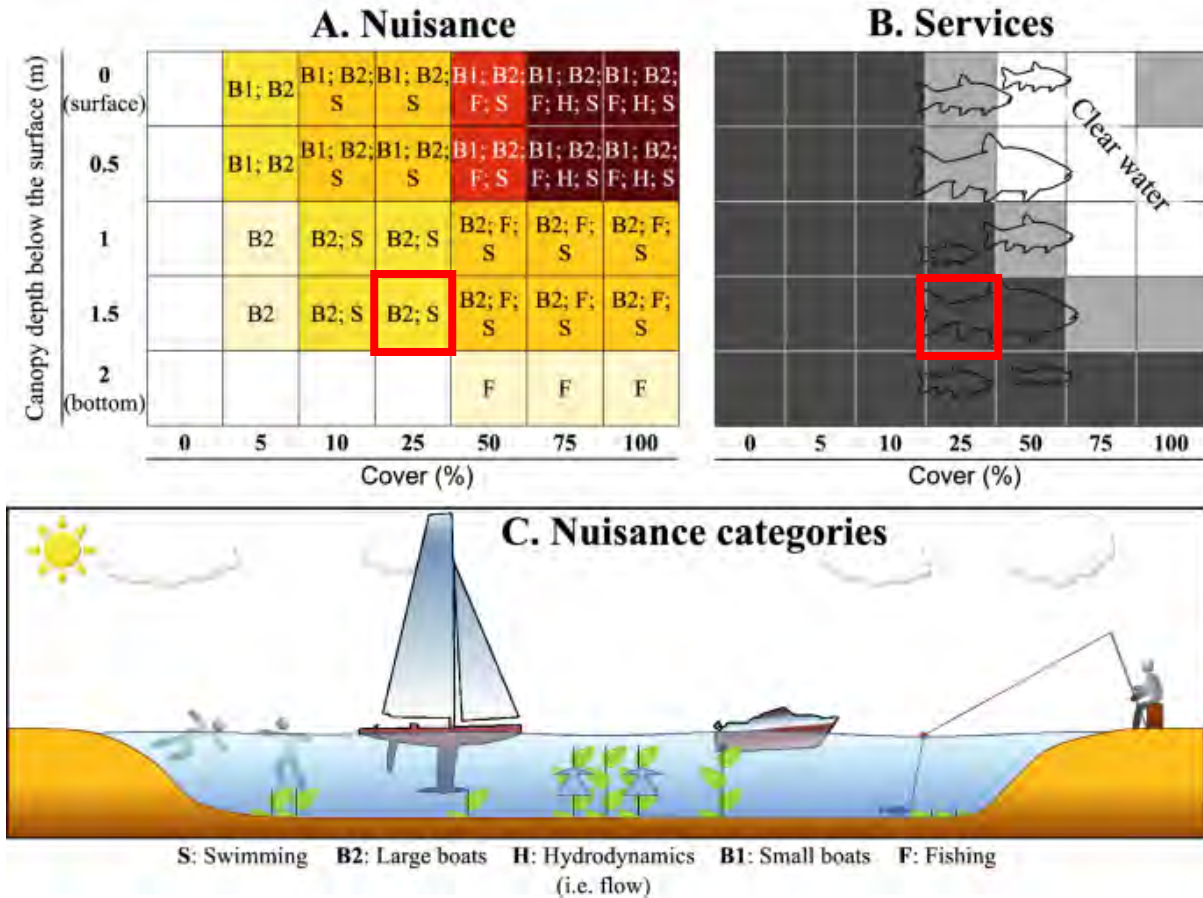 A. Nuisance
B. Services
Canopy depth below the surface (m)
0
(surface)
B1; B2
B1; B2;
S
B1; B2;
S
B1; B2;
F; S
B1; B2;
F; H; S
B1; B2;
F; H; S
0.5
B1; B2
B1; B2;
S
B1; B2;
S
B1; B2;
F; S
B1; B2;
F; H; S
B1; B2;
F; H; S
1
B2
B2; S
B2; S
B2; F;
S
B2; F;
S
B2; F;
S
1.5
B2
B2; S
B2; S
B2; F;
S
B2; F;
S
B2; F;
S
2
(bottom)
F
F
F
0 5 10 25 50 75 100
Cover (%)
Clear water
0 5 10 25 50 75 100
Cover (%)
C. Nuisance categories
S: Swimming B2: Large boats H: Hydrodynamics B1: Small boats F: Fishing
(i.e. flow)